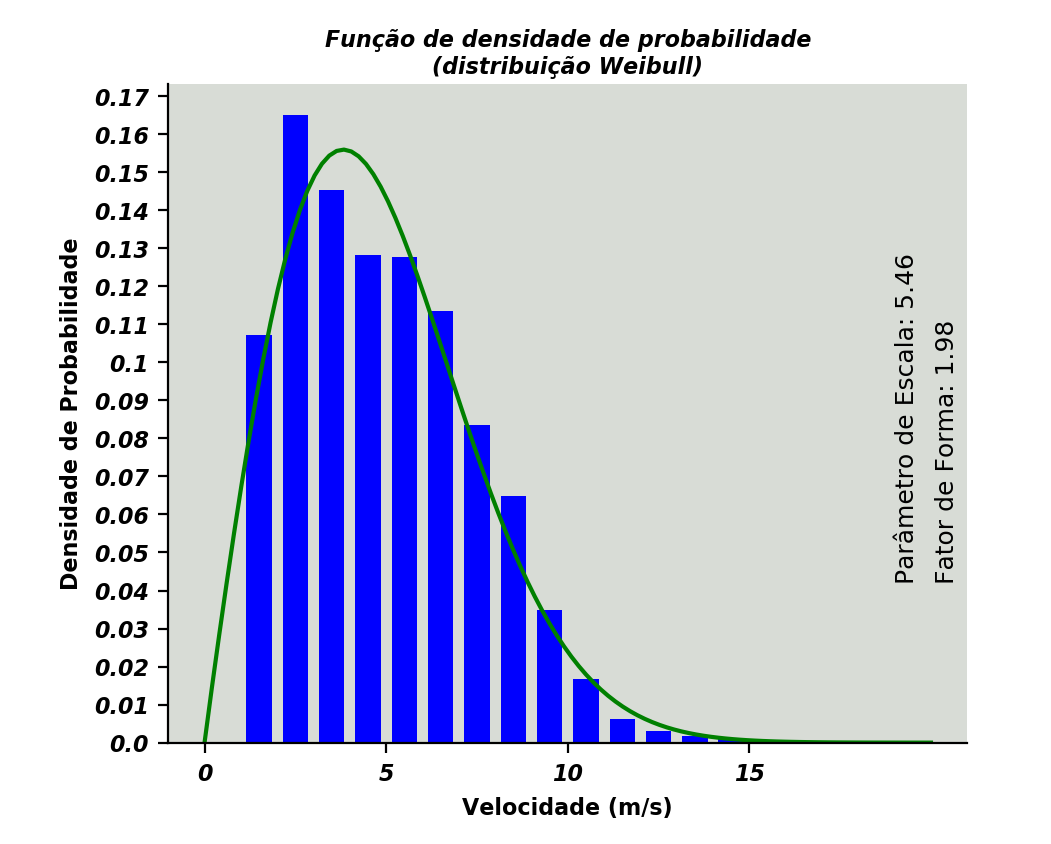 Função de densidade de probabilidade
(distribuição Weibull)
0.17
0.16
0.15
0.14
0.13
0.12
0.11
0.1
0.09
0.08
0.07
0.06
0.05
0.04
0.03
0.02
0.01
0.0
Densidade de Probabilidade
Parâmetro de Escala: 5.46
Fator de Forma: 1.98
0 5 10 15
Velocidade (m/s)